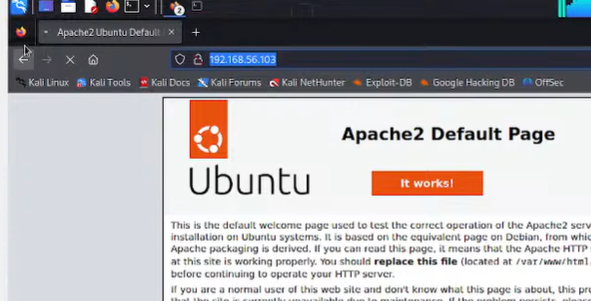 2
Apache2 Ubuntu Default
192.168.56.103
Kali Linux Kali Tools Kali Docs Kali Forums Kali NetHunter Exploit-DB Google Hacking DB OffSec
Apache2 Default Page
Ubuntu
It works!
This is the default welcome page used to test the correct operation of the Apache2 serv
installation on Ubuntu systems. It is based on the equivalent page on Debian, from whic
Apache packaging is derived. If you can read this page, it means that the Apache HTTP
at this site is working properly. You should replace this file (located at /var/www/html
before continuing to operate your HTTP server.
If you are a normal user of this web site and don't know what this page is about, this pro
that the site is currently unavailable due to maintenance. If the problem persists, please